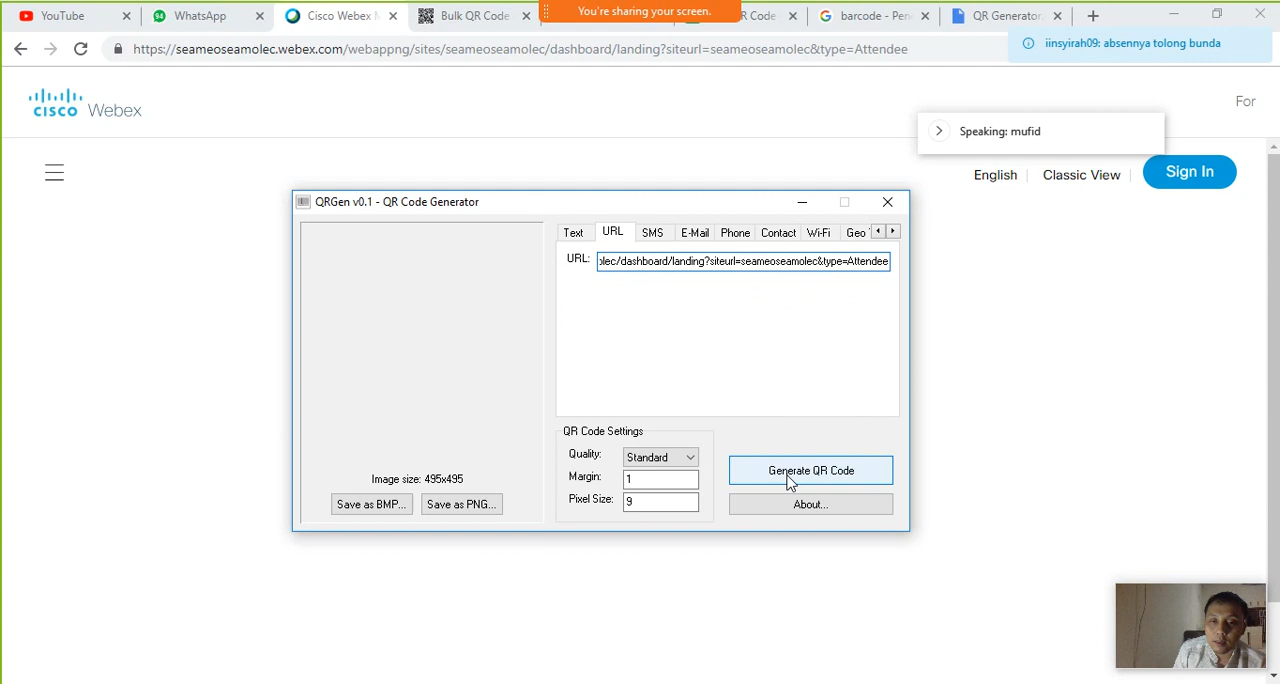 YouTube
94 WhatsApp
Cisco Webex M
Bulk QR Code
You're sharing your screen.
R Code
barcode - Pen
QR Generator
https://seameoseamolec.webex.com/webappng/sites/seameoseamolec/dashboard/landing?siteurl=seameoseamolec&type=Attendee
iinsyirah09: absennya tolong bunda
CISCO Webex
For
Speaking: mufid
English
Classic View
Sign In
QRGen v0.1 - QR Code Generator
Text URL SMS E-Mail Phone Contact Wi-Fi Geo
URL: olec/dashboard/landing?siteurl=seameoseamolec&type=Attendee
QR Code Settings
Quality: Standard
Generate QR Code
Margin: 1
Image size: 495x495
Pixel Size: 9
Save as BMP...
Save as PNG...
About...